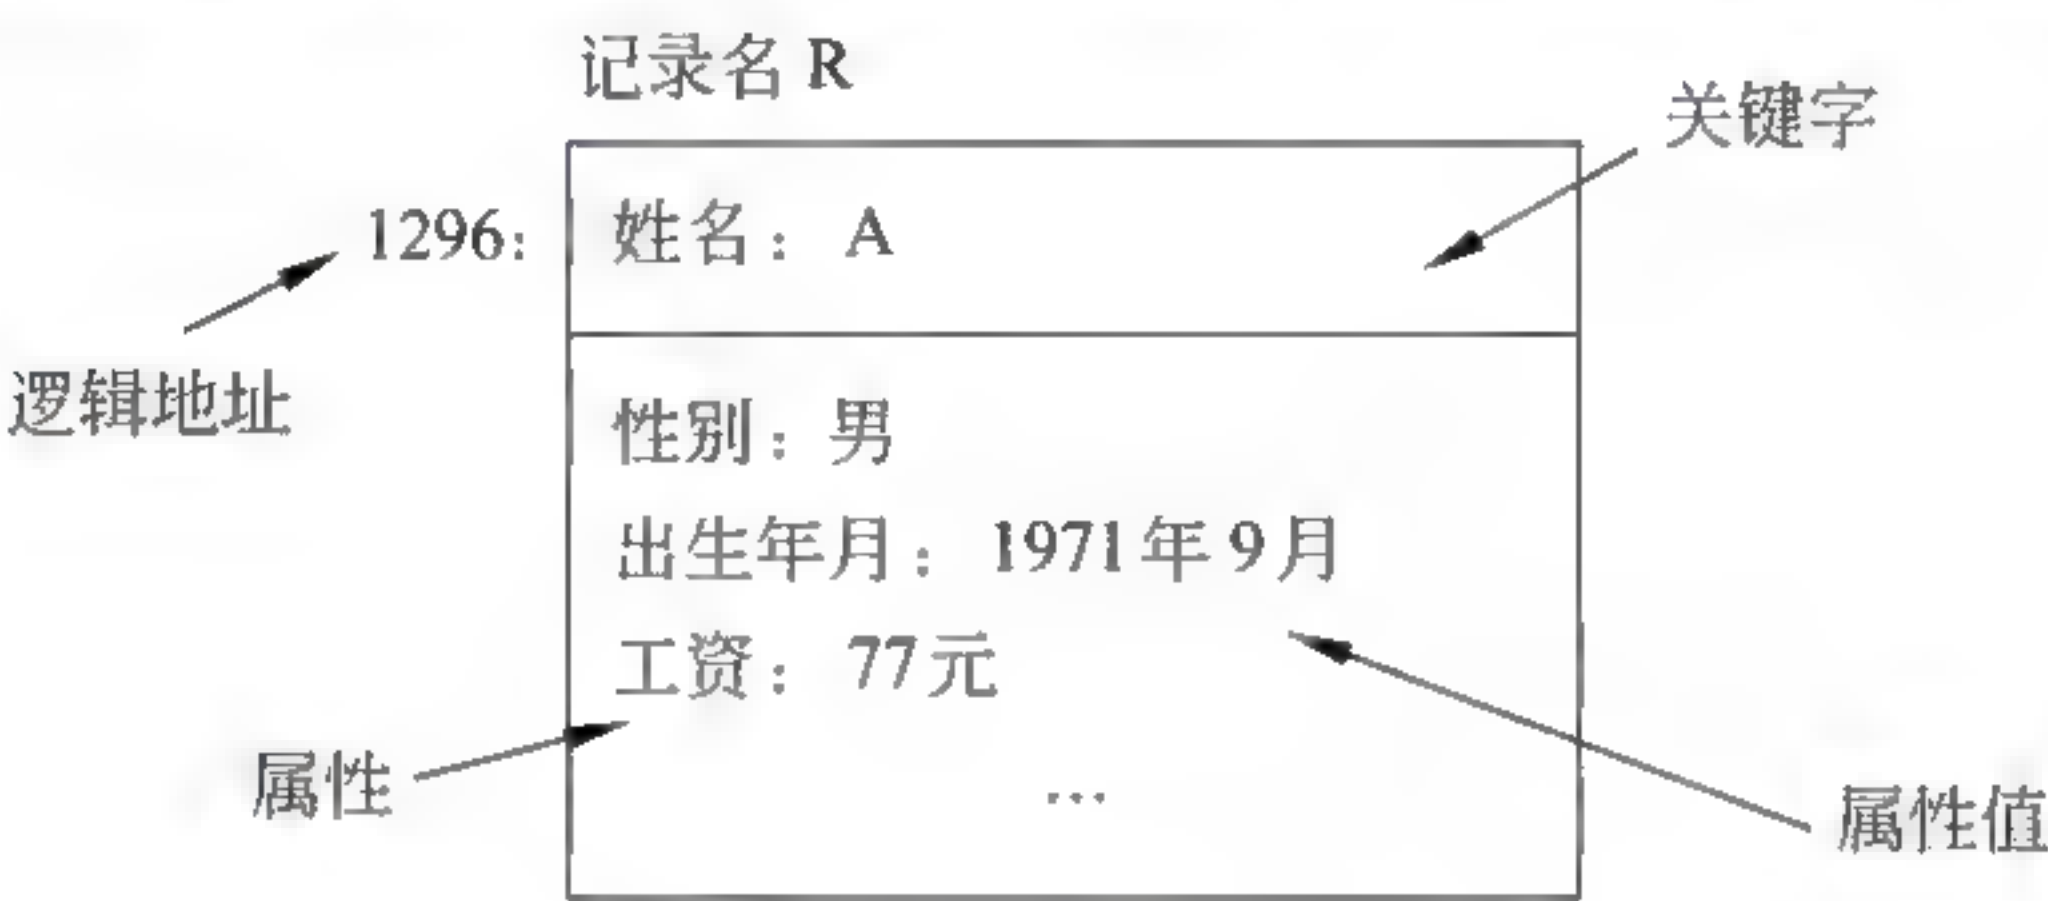 记录名 R
关键字
1296:
姓名: A
逻辑地址
性别: 男
出生年月: 1971年9月
工资: 77元
属性
…
属性值